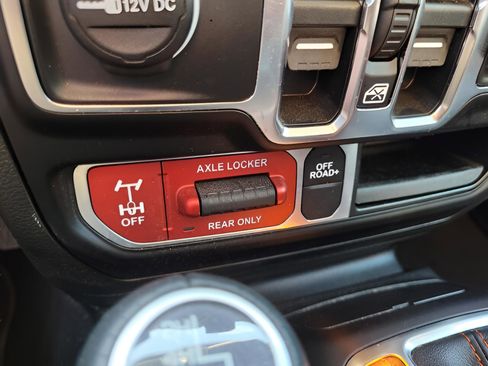 12V DC
AXLE LOCKER
OFF
ROAD+
OFF
REAR ONLY